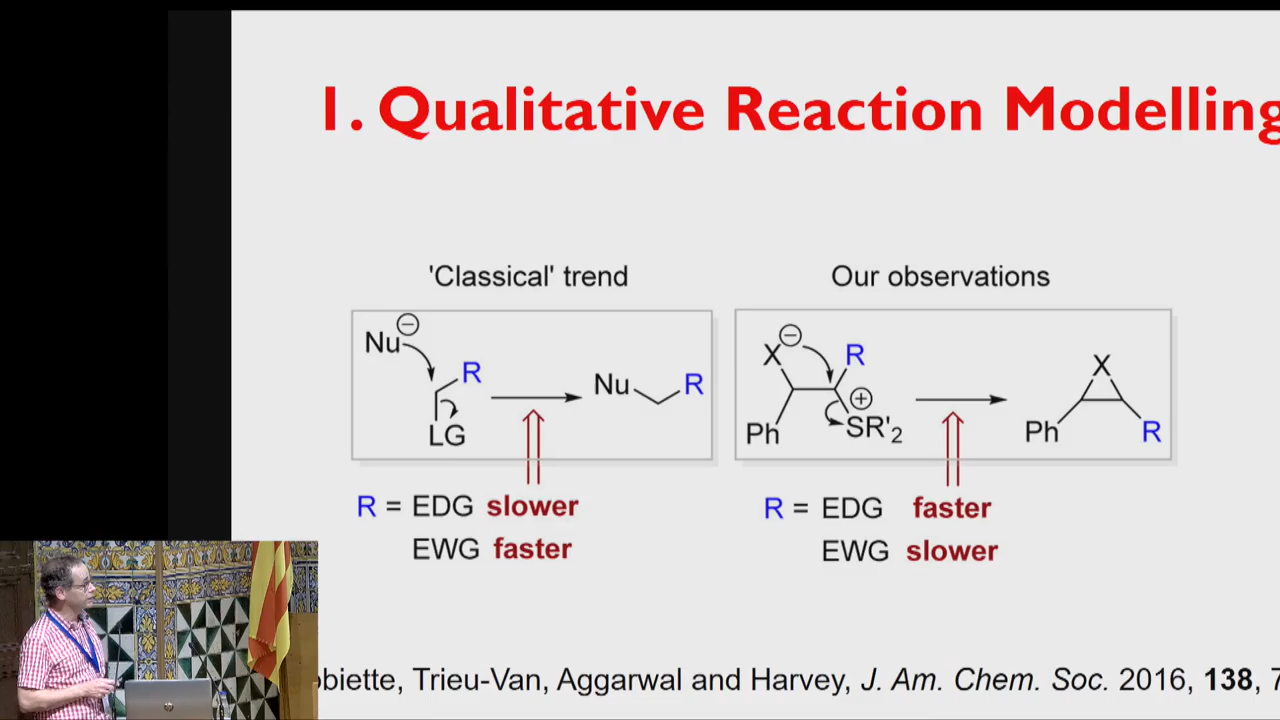 1. Qualitative Reaction Modelling
'Classical' trend
Our observations
Nu
R
LG
Nu
R
X
R
Ph
SR'2
X
Ph
R
R = EDG slower
EWG faster
R = EDG faster
EWG slower
obiette, Trieu-Van, Aggarwal and Harvey, J. Am. Chem. Soc. 2016, 138, 7